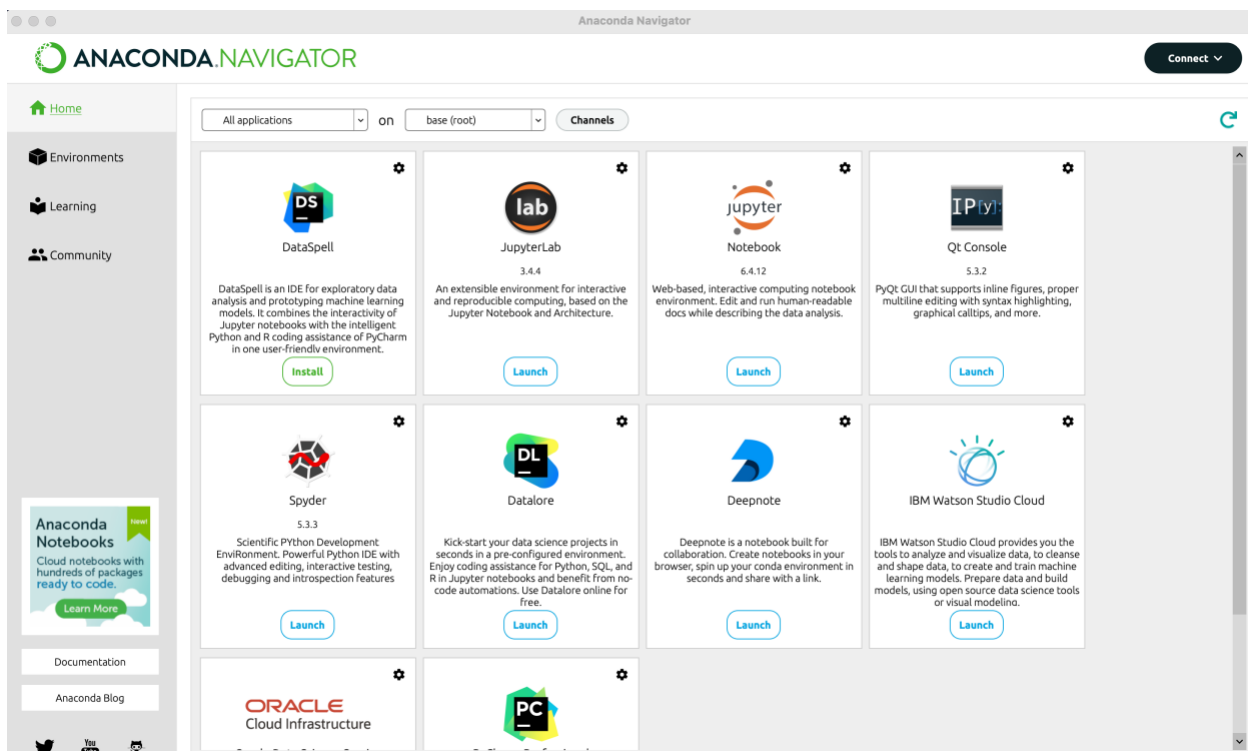 Anaconda Navigator
ANACONDA.NAVIGATOR
Connect
Home
Environments
Learning
Community
All applications
on
base (root)
Channels
DS
DataSpell
DataSpell is an IDE for exploratory data
analysis and prototyping machine learning
models. It combines the interactivity of
Jupyter notebooks with the intelligent
Python and R coding assistance of PyCharm
in one user-friendly environment.
Install
lab
JupyterLab
3.4.4
An extensible environment for interactive
and reproducible computing, based on the
Jupyter Notebook and Architecture.
Launch
jupyter
Notebook
6.4.12
Web-based, interactive computing notebook
environment. Edit and run human-readable
docs while describing the data analysis.
Launch
IP[y]:
Qt Console
5.3.2
PyQt GUI that supports inline figures, proper
multiline editing with syntax highlighting,
graphical calltips, and more.
Launch
Spyder
5.3.3
Scientific PYthon Development
EnviRonment. Powerful Python IDE with
advanced editing, interactive testing,
debugging and introspection features
Launch
DL
Datalore
Kick-start your data science projects in
seconds in a pre-configured environment.
Enjoy coding assistance for Python, SQL, and
R in Jupyter notebooks and benefit from no-
code automations. Use Datalore online for
free.
Launch
Deepnote
Deepnote is a notebook built for
collaboration. Create notebooks in your
browser, spin up your conda environment in
seconds and share with a link.
Launch
IBM Watson Studio Cloud
IBM Watson Studio Cloud provides you the
tools to analyze and visualize data, to cleanse
and shape data, to create and train machine
learning models. Prepare data and build
models, using open source data science tools
or visual modeling.
Launch
ORACLE
Cloud Infrastructure
PC
Anaconda
Notebooks
New!
Cloud notebooks with
hundreds of packages
ready to code.
Learn More
Documentation
Anaconda Blog
You